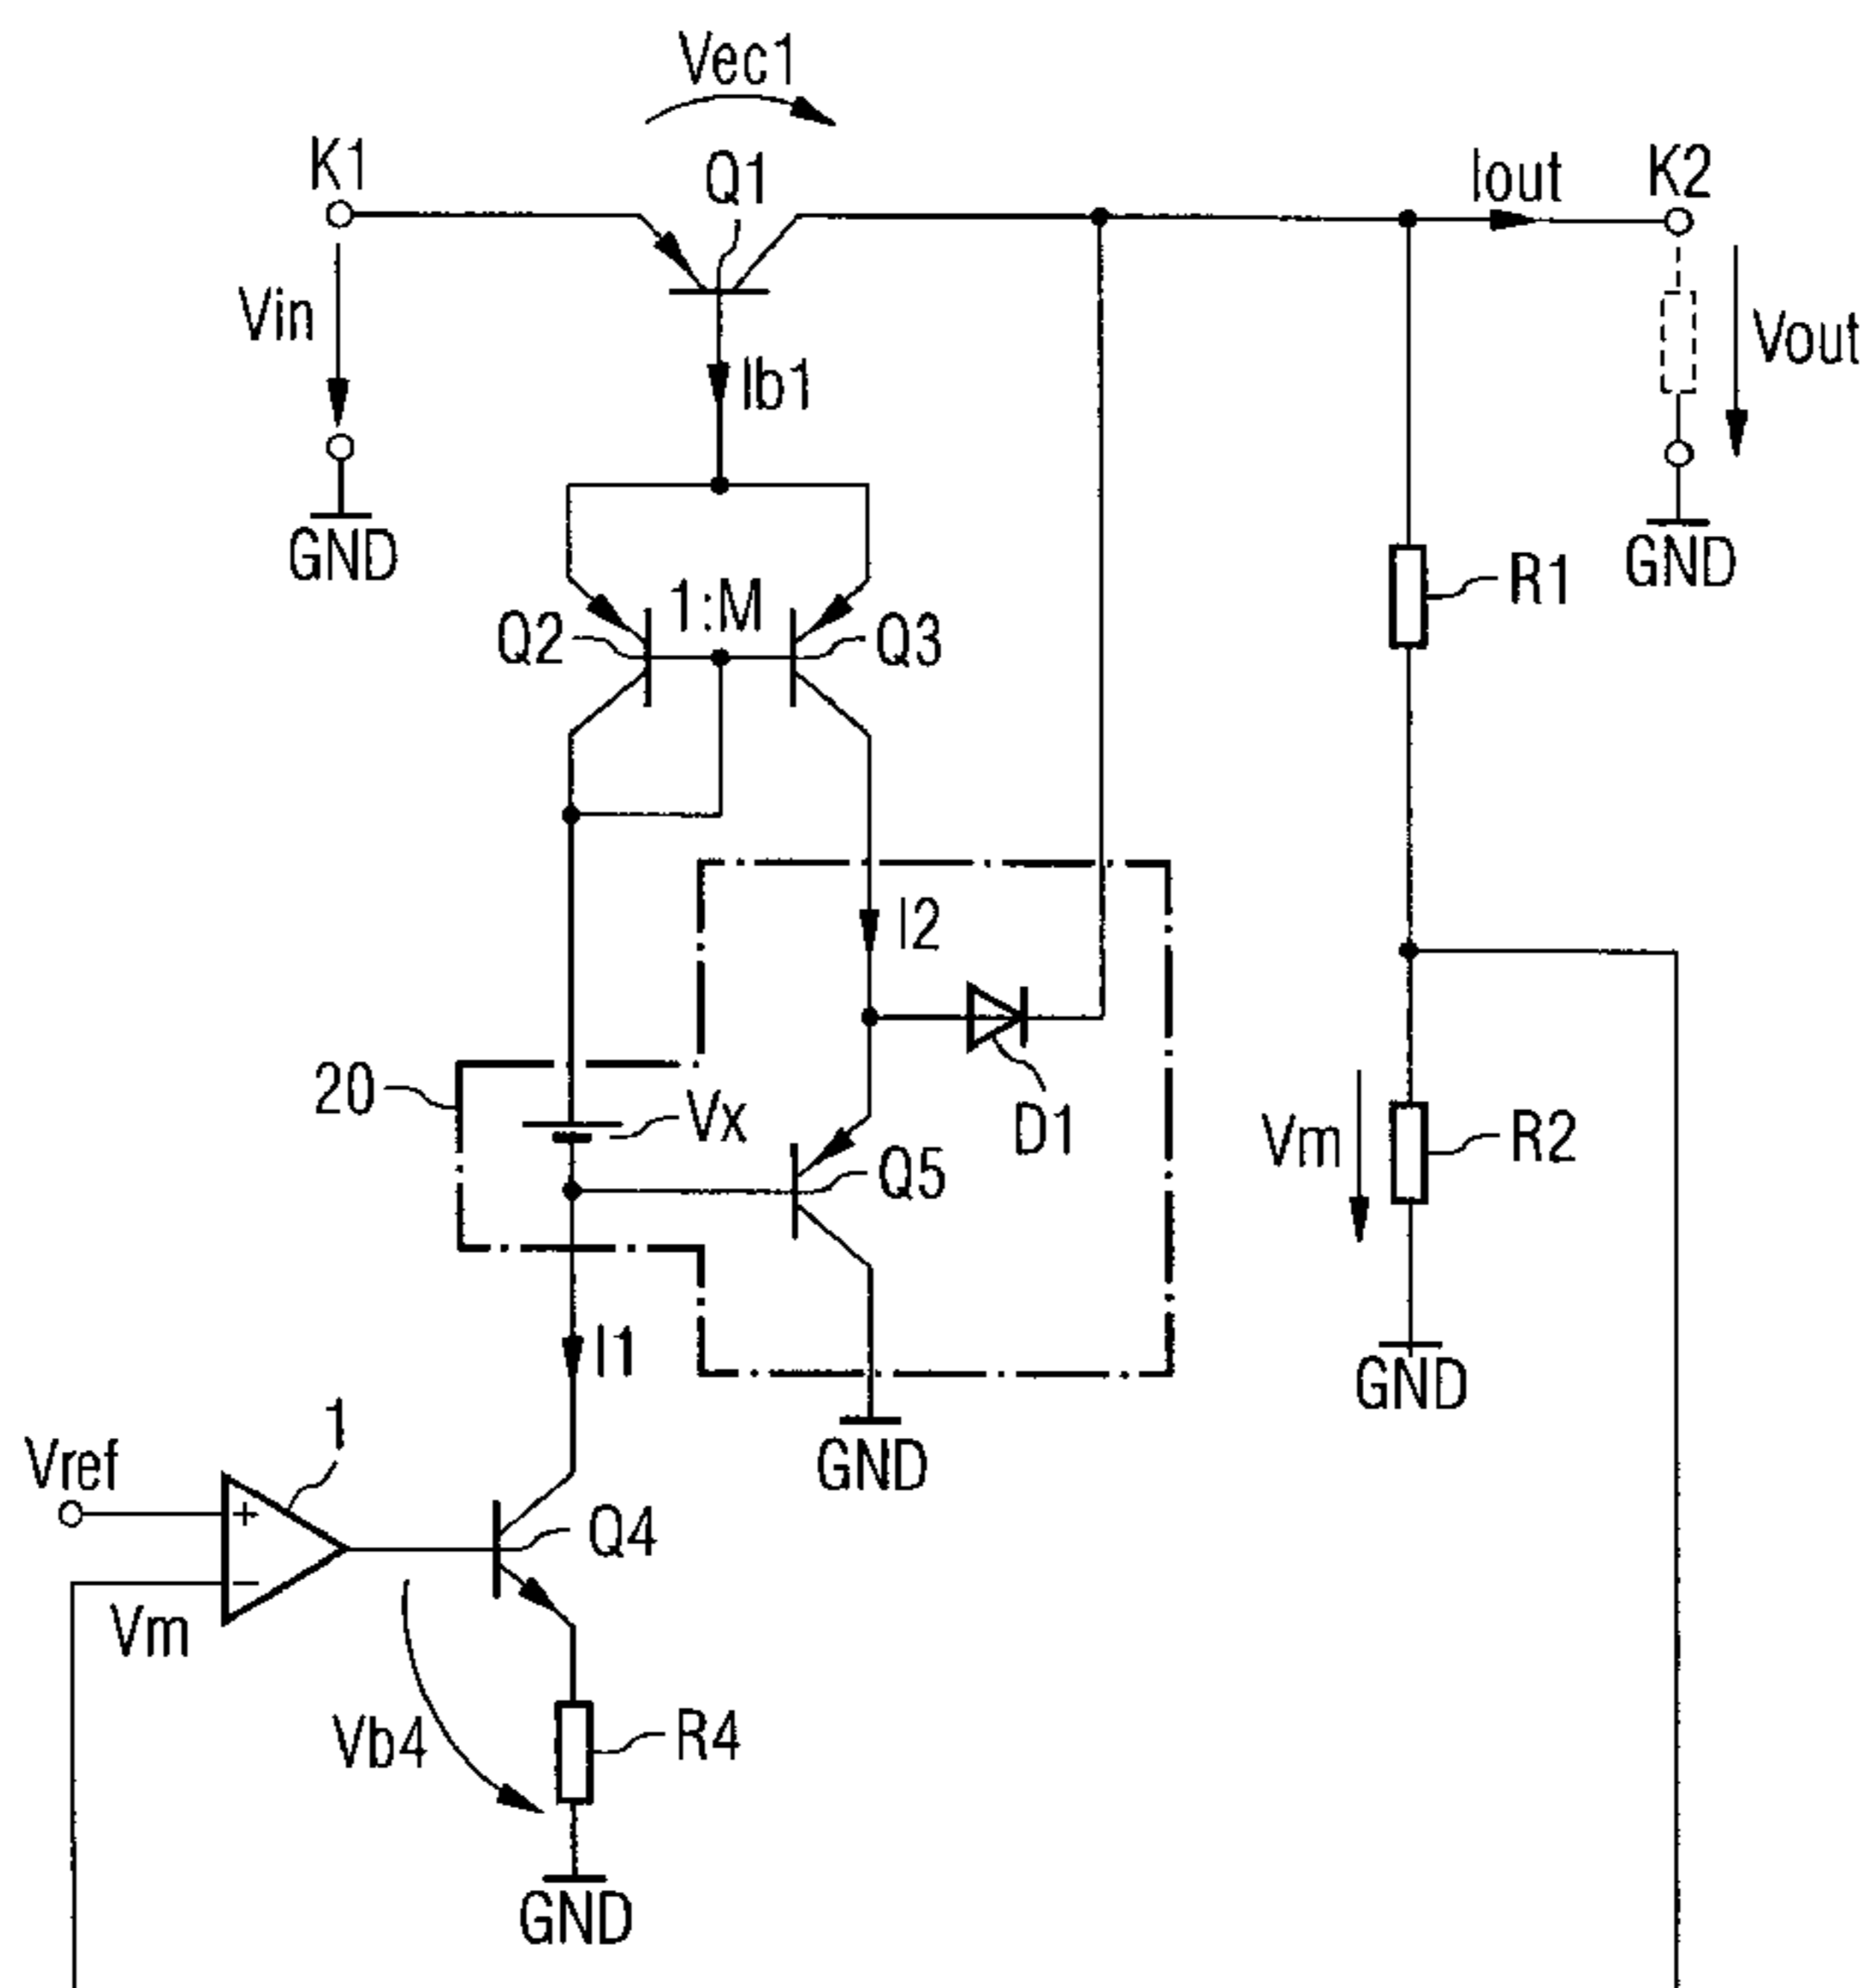 Vec1
K1
Q1
Iout
K2
Vin
Ib1
Vout
GND
GND
R1
Q2
1:M
Q3
I2
20
Vx
D1
Vm
R2
Q5
I1
GND
GND
1
Vref
+
Q4
−
Vm
Vb4
R4
GND